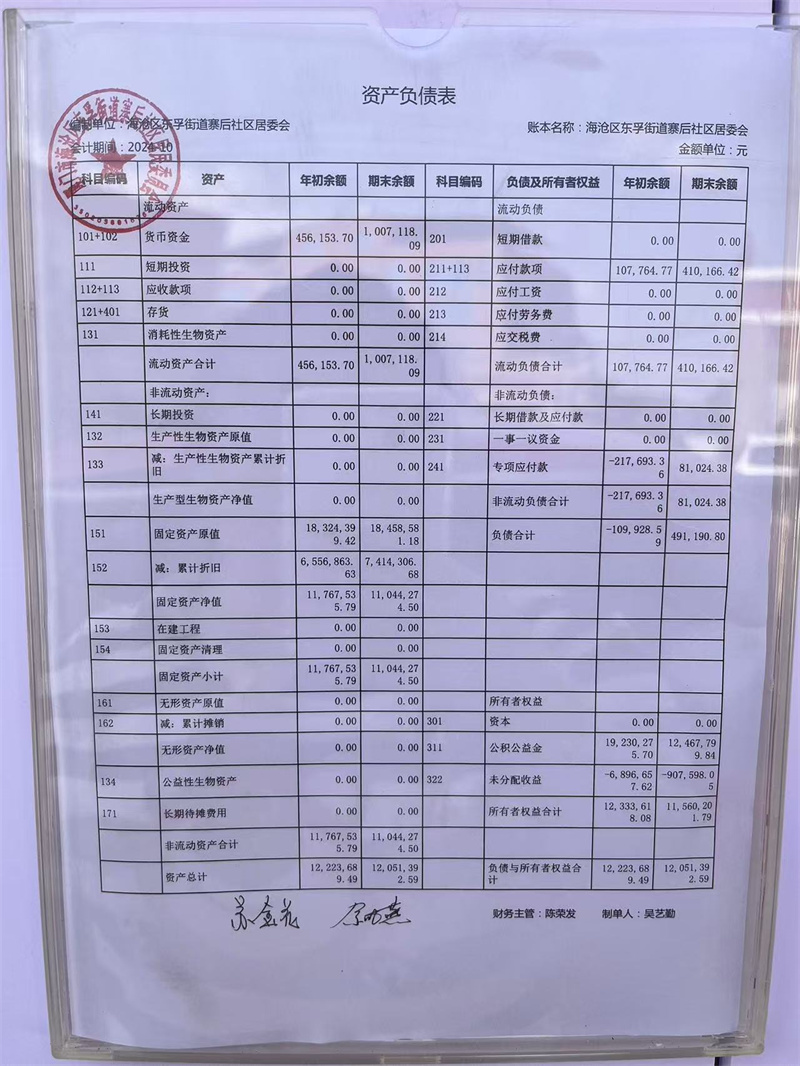 资产负债表
编制单位：海沧区东孚街道寨后社区居委会 账本名称：海沧区东孚街道寨后社区居委会
会计期间：2024-10 金额单位：元
科目编码 资产 年初余额 期末余额 科目编码 负债及所有者权益 年初余额 期末余额
流动资产 流动负债
101+102 货币资金 456,153.70 1,007,118.09 201 短期借款 0.00 0.00
111 短期投资 0.00 0.00 211+113 应付款项 107,764.77 410,166.42
112+113 应收款项 0.00 0.00 212 应付工资 0.00 0.00
121+401 存货 0.00 0.00 213 应付劳务费 0.00 0.00
131 消耗性生物资产 0.00 0.00 214 应交税费 0.00 0.00
流动资产合计 456,153.70 1,007,118.09 流动负债合计 107,764.77 410,166.42
非流动资产： 非流动负债：
141 长期投资 0.00 0.00 221 长期借款及应付款 0.00 0.00
132 生产性生物资产原值 0.00 0.00 231 一事一议资金 0.00 0.00
133 减：生产性生物资产累计折旧 0.00 0.00 241 专项应付款 -217,693.36 81,024.38
生产型生物资产净值 0.00 0.00 非流动负债合计 -217,693.36 81,024.38
151 固定资产原值 18,324,399.42 18,458,581.18 负债合计 -109,928.59 491,190.80
152 减：累计折旧 6,556,863.63 7,414,306.68
固定资产净值 11,767,535.79 11,044,274.50
153 在建工程 0.00 0.00
154 固定资产清理 0.00 0.00
固定资产小计 11,767,535.79 11,044,274.50
161 无形资产原值 0.00 0.00 所有者权益
162 减：累计摊销 0.00 0.00 301 资本 0.00 0.00
无形资产净值 0.00 0.00 311 公积公益金 19,230,275.70 12,467,799.84
134 公益性生物资产 0.00 0.00 322 未分配收益 -6,896,657.62 -907,598.05
171 长期待摊费用 0.00 0.00 所有者权益合计 12,333,618.08 11,560,201.79
非流动资产合计 11,767,535.79 11,044,274.50
资产总计 12,223,689.49 12,051,392.59 负债与所有者权益合计 12,223,689.49 12,051,392.59
苏金花 财务主管：陈荣发 制单人：吴艺勤